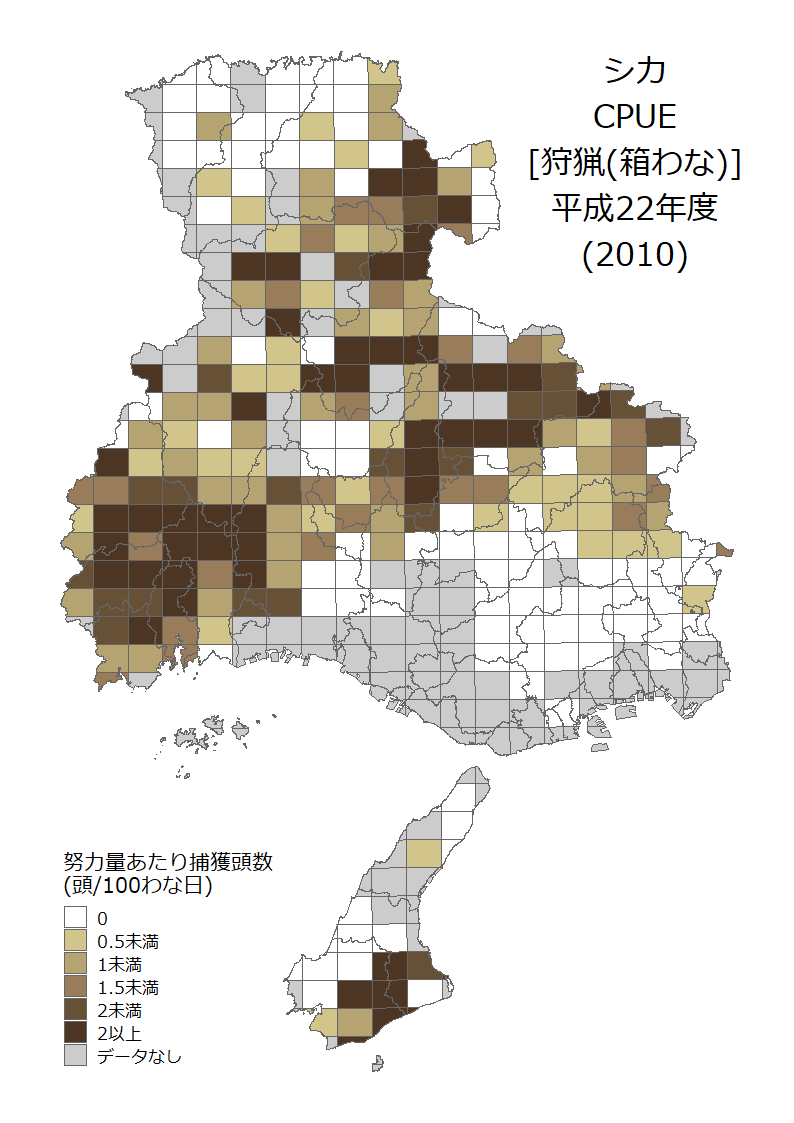 シカ
CPUE
[狩猟(箱わな)]
平成22年度
(2010)
努力量あたり捕獲頭数
(頭/100わな日)
0
0.5未満
1未満
1.5未満
2未満
2以上
データなし